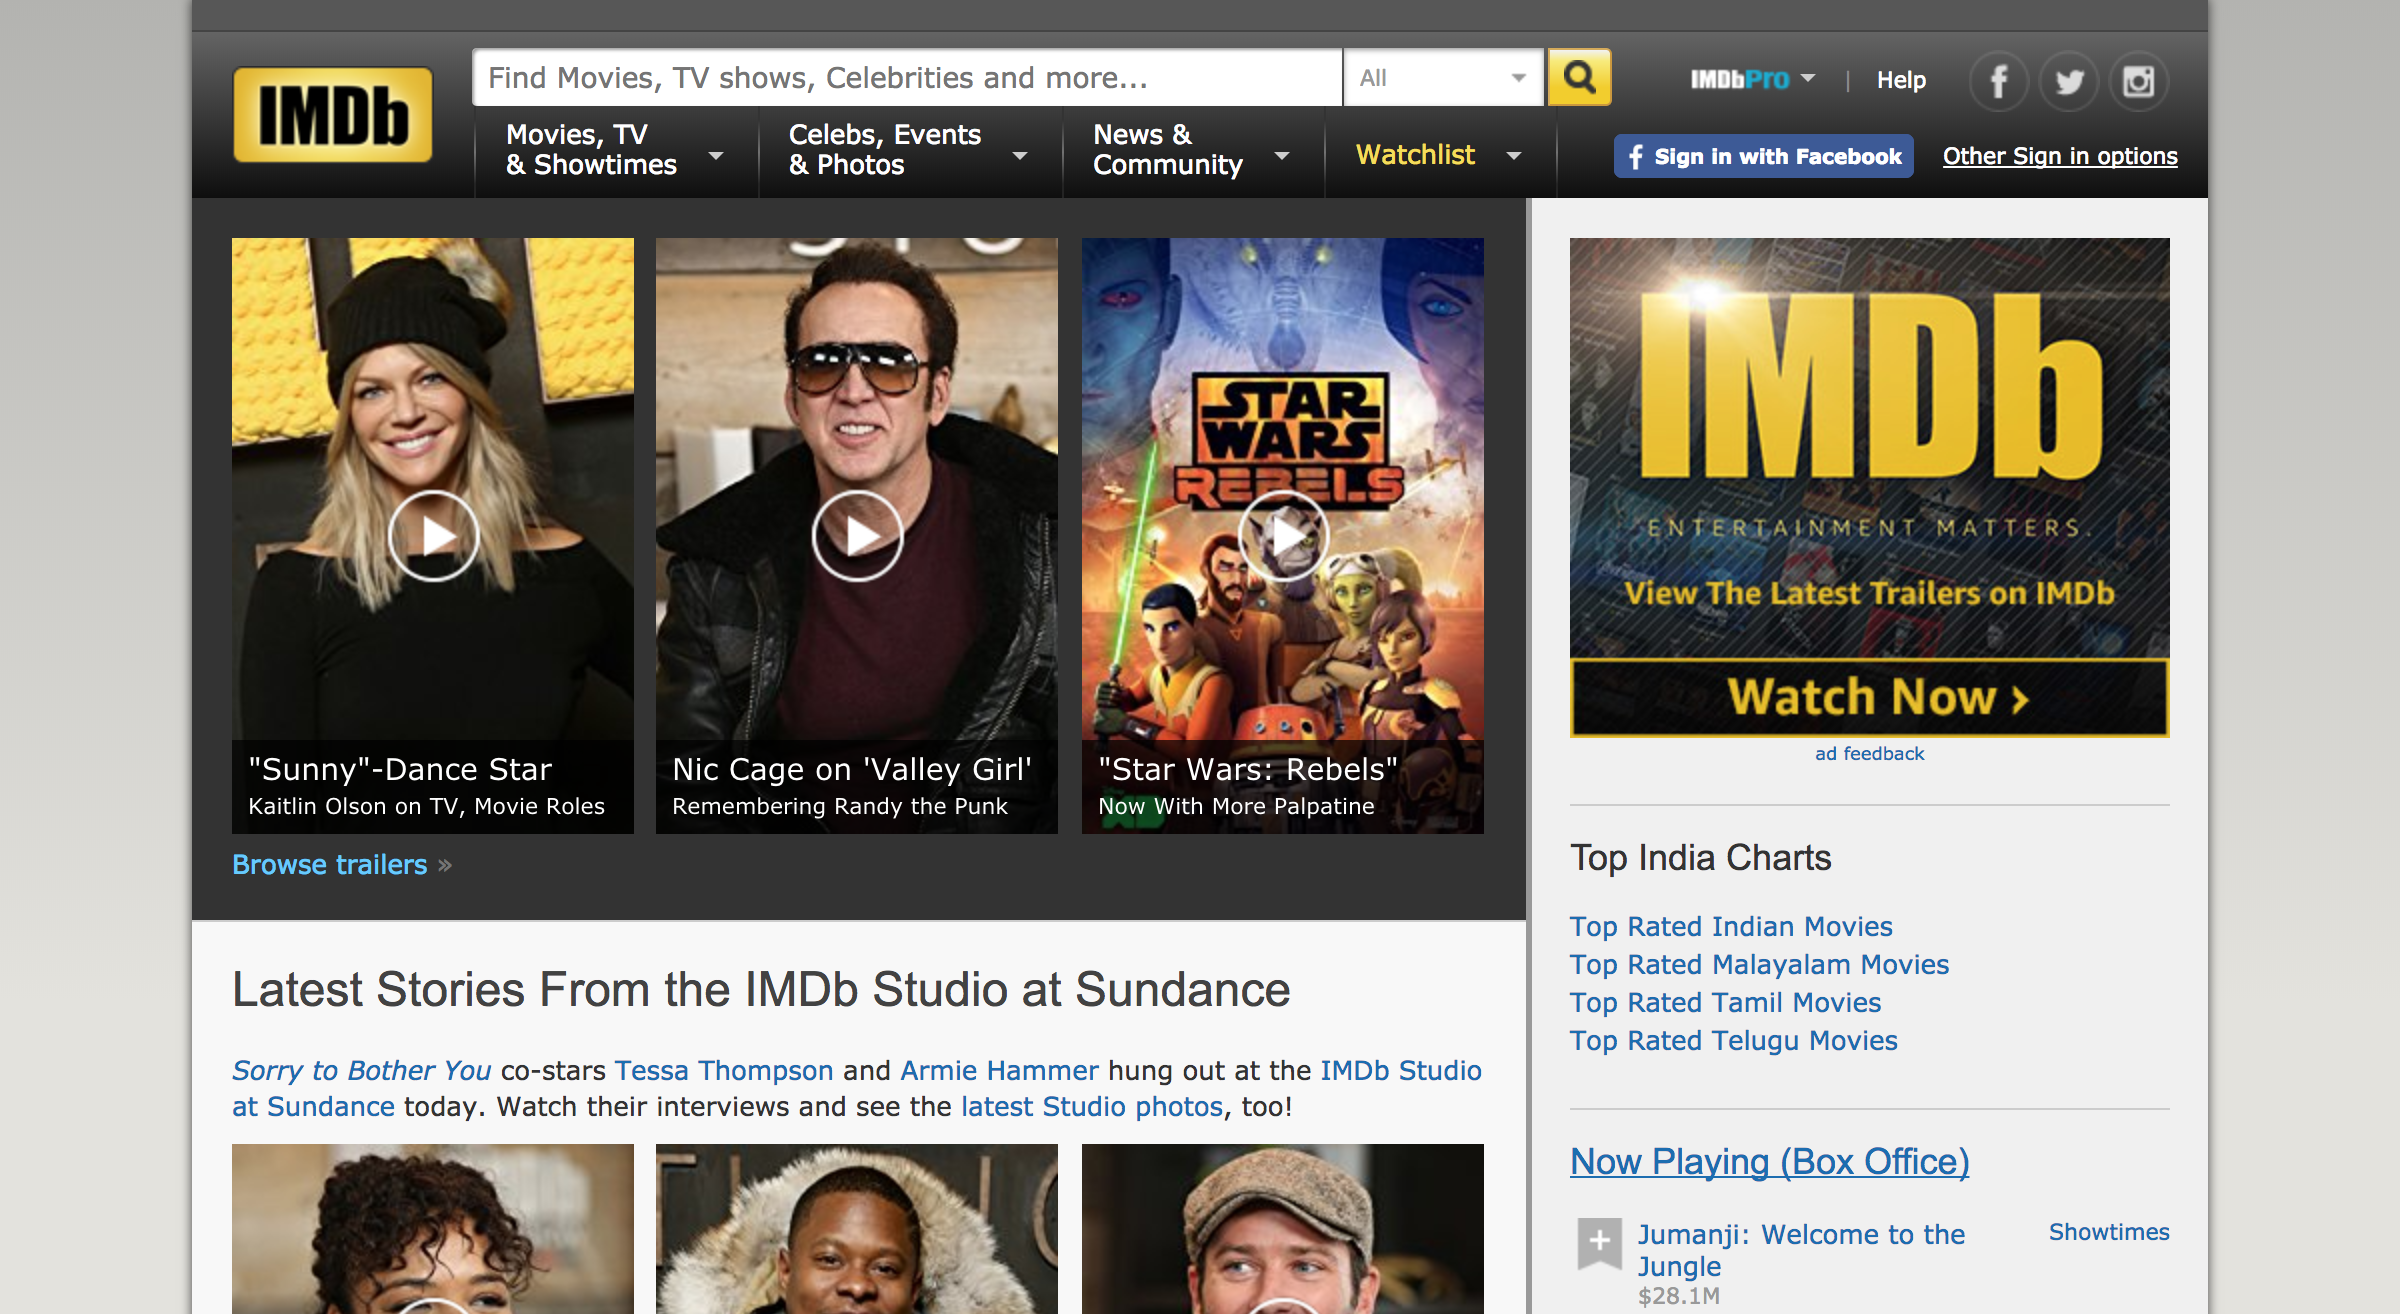 Find Movies, TV shows, Celebrities and more...
All
IMDbPro
|
Help
IMDb
Movies, TV
& Showtimes
Celebs, Events
& Photos
News &
Community
Watchlist
Sign in with Facebook
Other Sign in options
STAR
WARS
REBELS
"Sunny"-Dance Star
Kaitlin Olson on TV, Movie Roles
Nic Cage on 'Valley Girl'
Remembering Randy the Punk
"Star Wars: Rebels"
Now With More Palpatine
Browse trailers »
IMDb
ENTERTAINMENT MATTERS.
View The Latest Trailers on IMDb
Watch Now ›
ad feedback
Latest Stories From the IMDb Studio at Sundance
Sorry to Bother You co-stars Tessa Thompson and Armie Hammer hung out at the IMDb Studio
at Sundance today. Watch their interviews and see the latest Studio photos, too!
Top India Charts
Top Rated Indian Movies
Top Rated Malayalam Movies
Top Rated Tamil Movies
Top Rated Telugu Movies
Now Playing (Box Office)
Jumanji: Welcome to the
Jungle
$28.1M
Showtimes